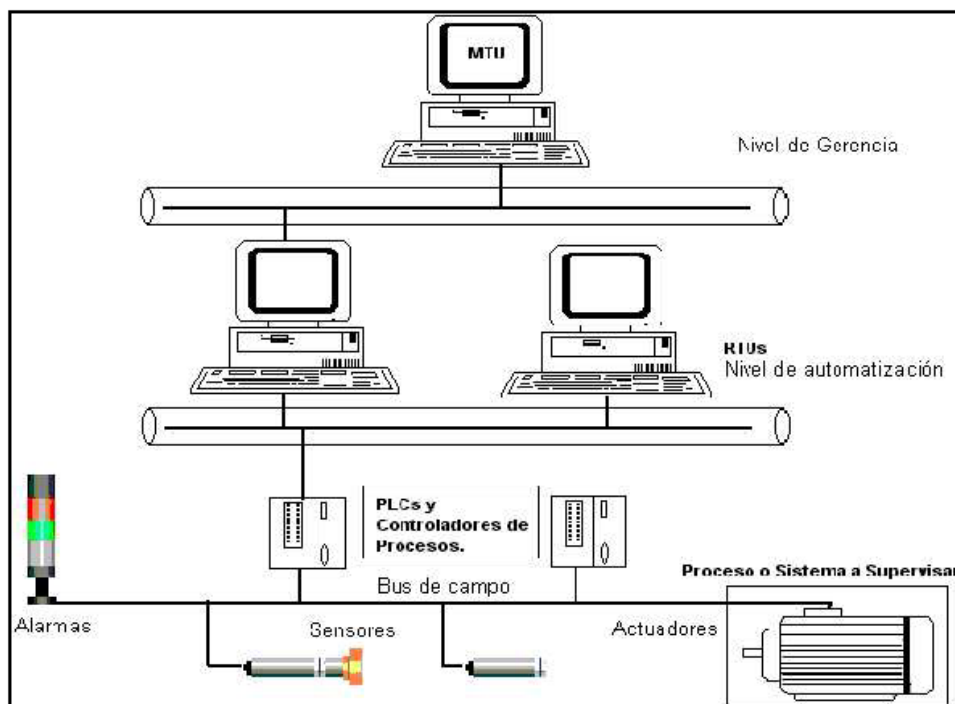 MTU
Nivel de Gerencia
RTUs
Nivel de automatización
PLCs y
Controladores de
Procesos.
Bus de campo
Proceso o Sistema a Supervisar
Alarmas
Sensores
Actuadores